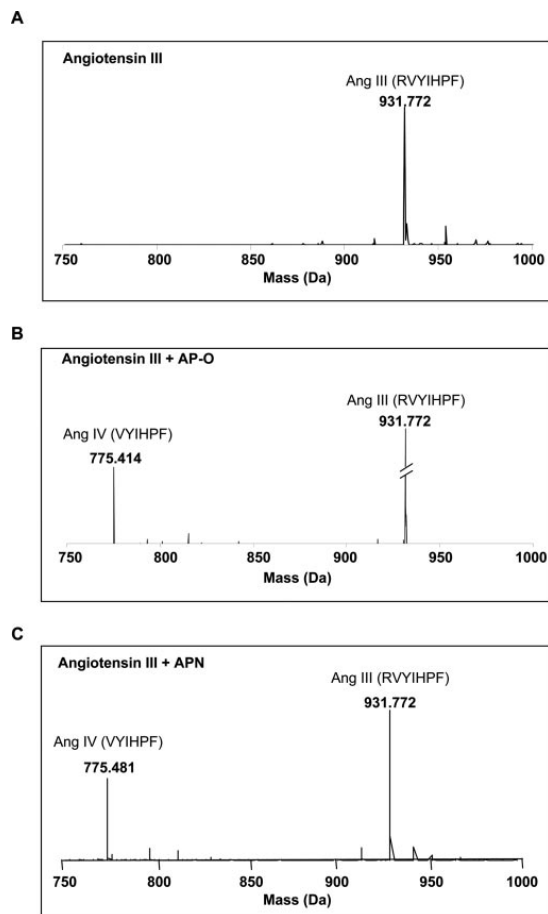 A
Angiotensin III
Ang III (RVYIHPF)
931.772
750 800 850 900 950 1000
Mass (Da)
B
Angiotensin III + AP-O
Ang III (RVYIHPF)
Ang IV (VYIHPF)
931.772
775.414
750 800 850 900 950 1000
Mass (Da)
C
Angiotensin III + APN
Ang III (RVYIHPF)
931.772
Ang IV (VYIHPF)
775.481
750 800 850 900 950 1000
Mass (Da)